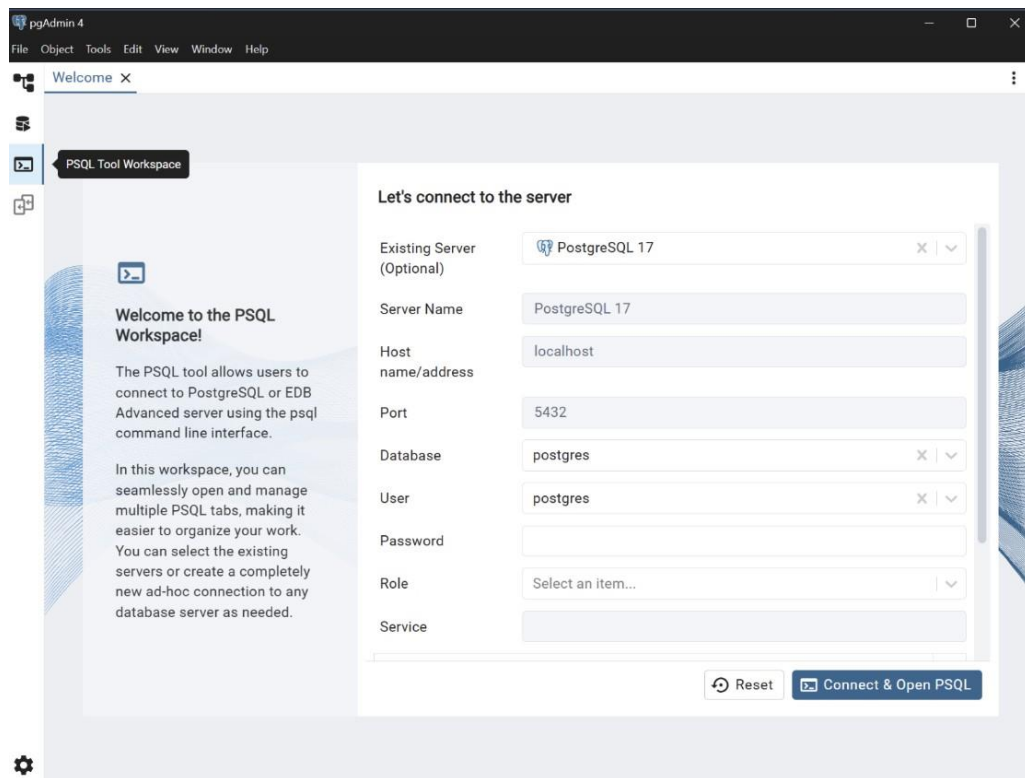 pgAdmin 4
File Object Tools Edit View Window Help
Welcome
PSQL Tool Workspace
Welcome to the PSQL
Workspace!
The PSQL tool allows users to
connect to PostgreSQL or EDB
Advanced server using the psql
command line interface.
In this workspace, you can
seamlessly open and manage
multiple PSQL tabs, making it
easier to organize your work.
You can select the existing
servers or create a completely
new ad-hoc connection to any
database server as needed.
Let's connect to the server
Existing Server
(Optional)
PostgreSQL 17
Server Name
PostgreSQL 17
Host
name/address
localhost
Port
5432
Database
postgres
User
postgres
Password
Role
Select an item...
Service
Reset
Connect & Open PSQL